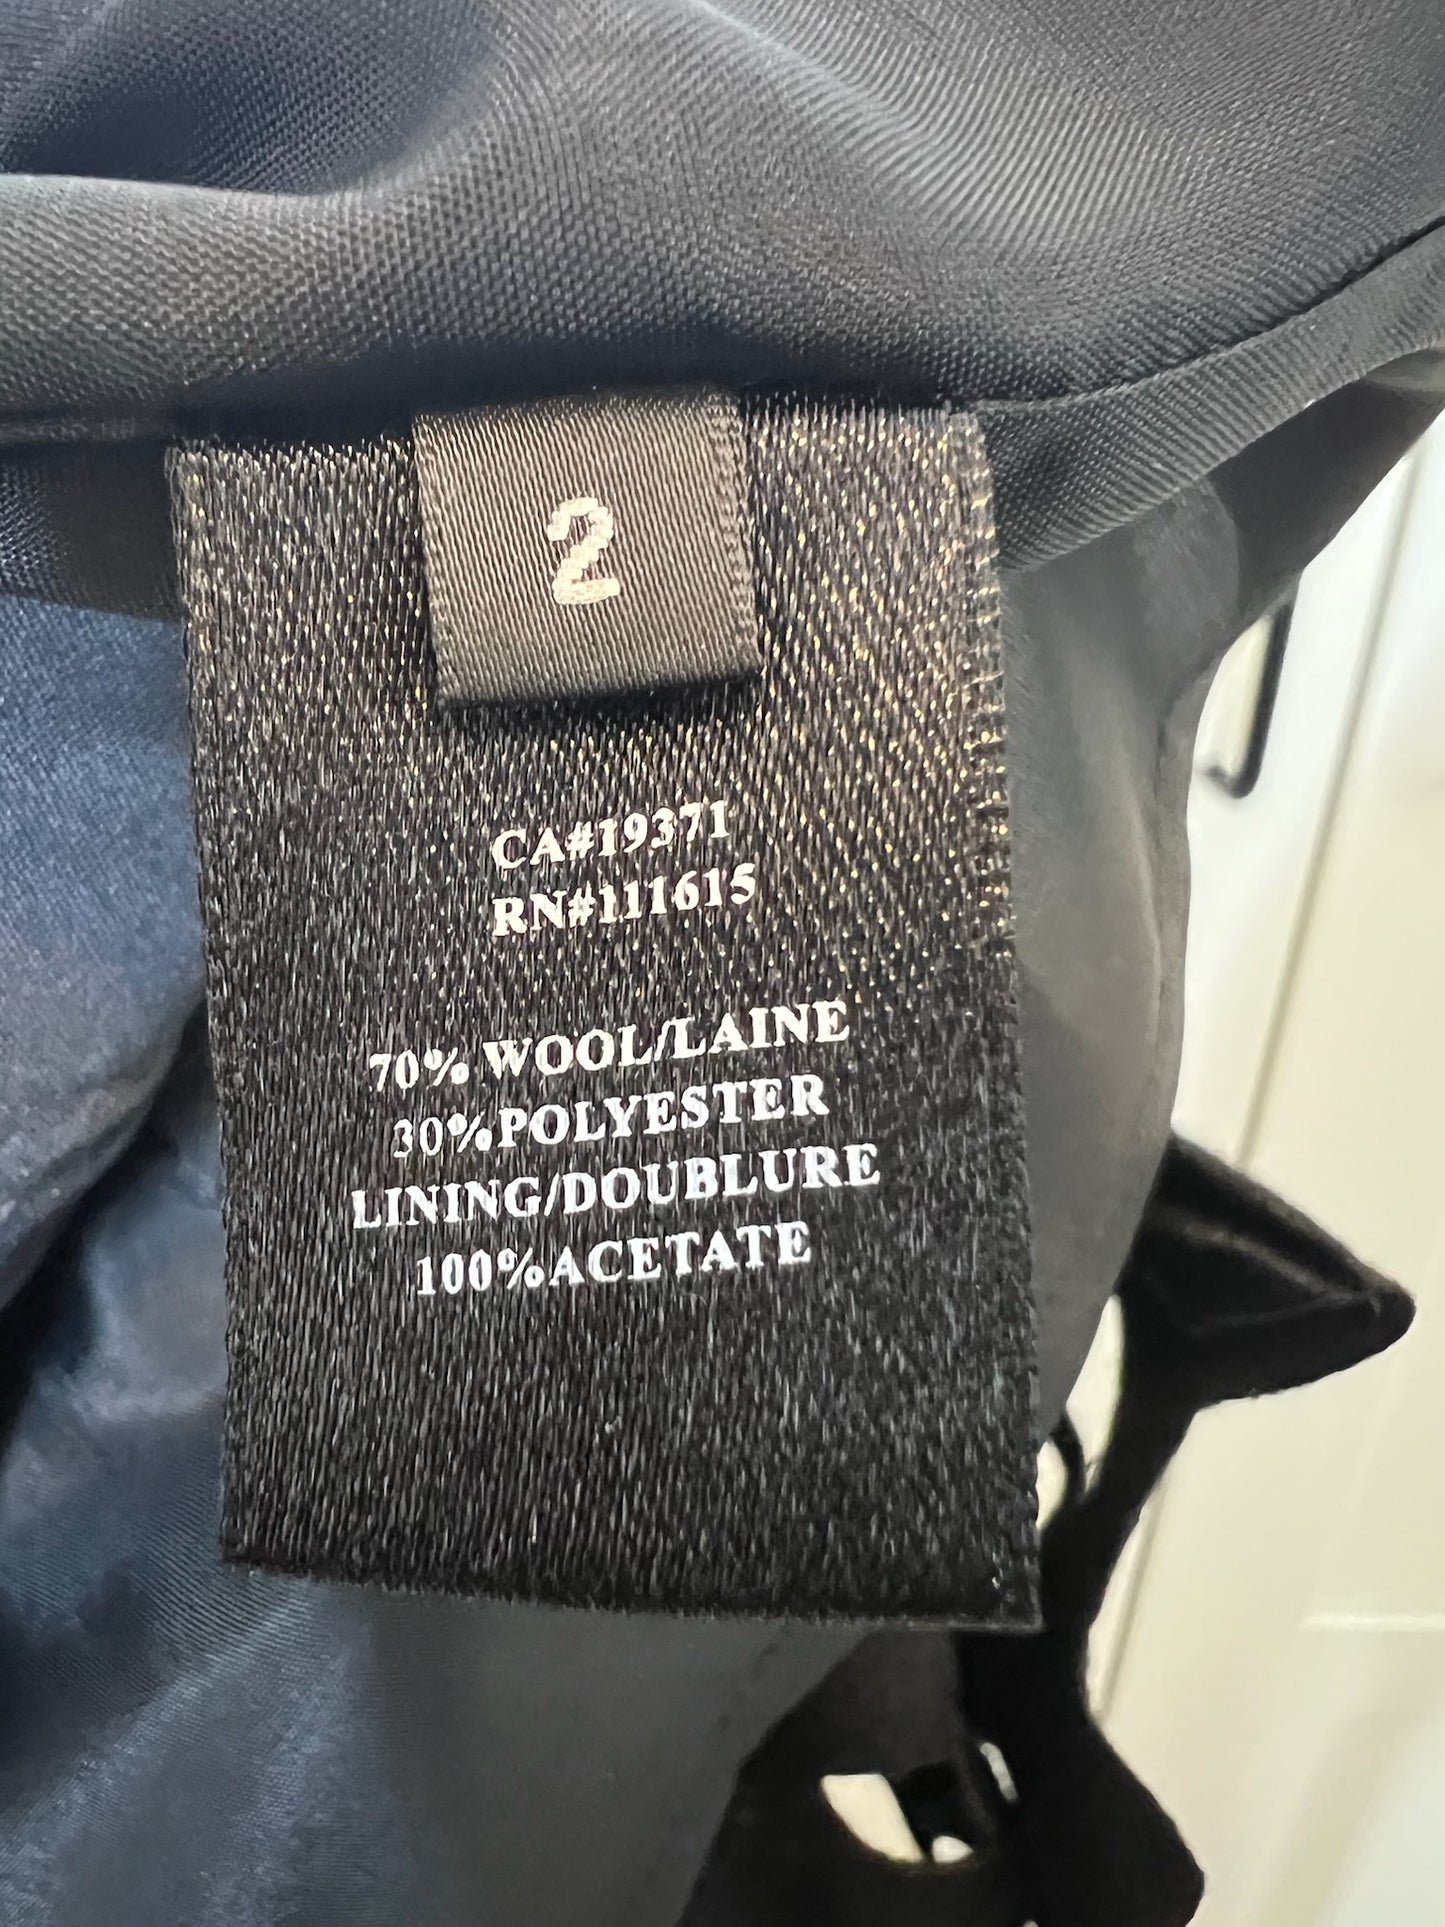 2
CA#19371
RN#111615
70% WOOL/LAINE
30%POLYESTER
LINING/DOUBLURE
100%ACETATE